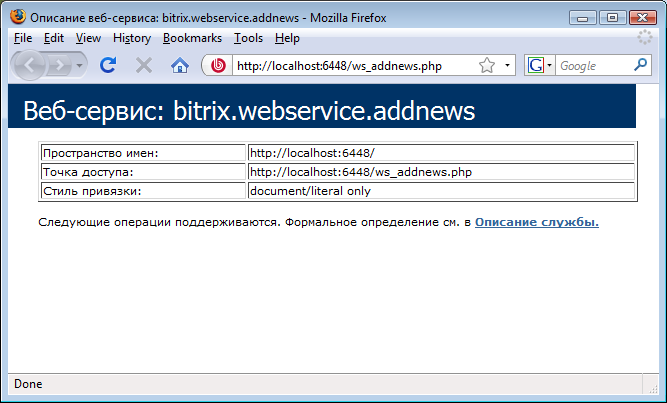 Описание веб-сервиса: bitrix.webservice.addnews - Mozilla Firefox
File Edit View History Bookmarks Tools Help
http://localhost:6448/ws_addnews.php
G Google
Веб-сервис: bitrix.webservice.addnews
Пространство имен: http://localhost:6448/
Точка доступа: http://localhost:6448/ws_addnews.php
Стиль привязки: document/literal only
Следующие операции поддерживаются. Формальное определение см. в Описание службы.
Done